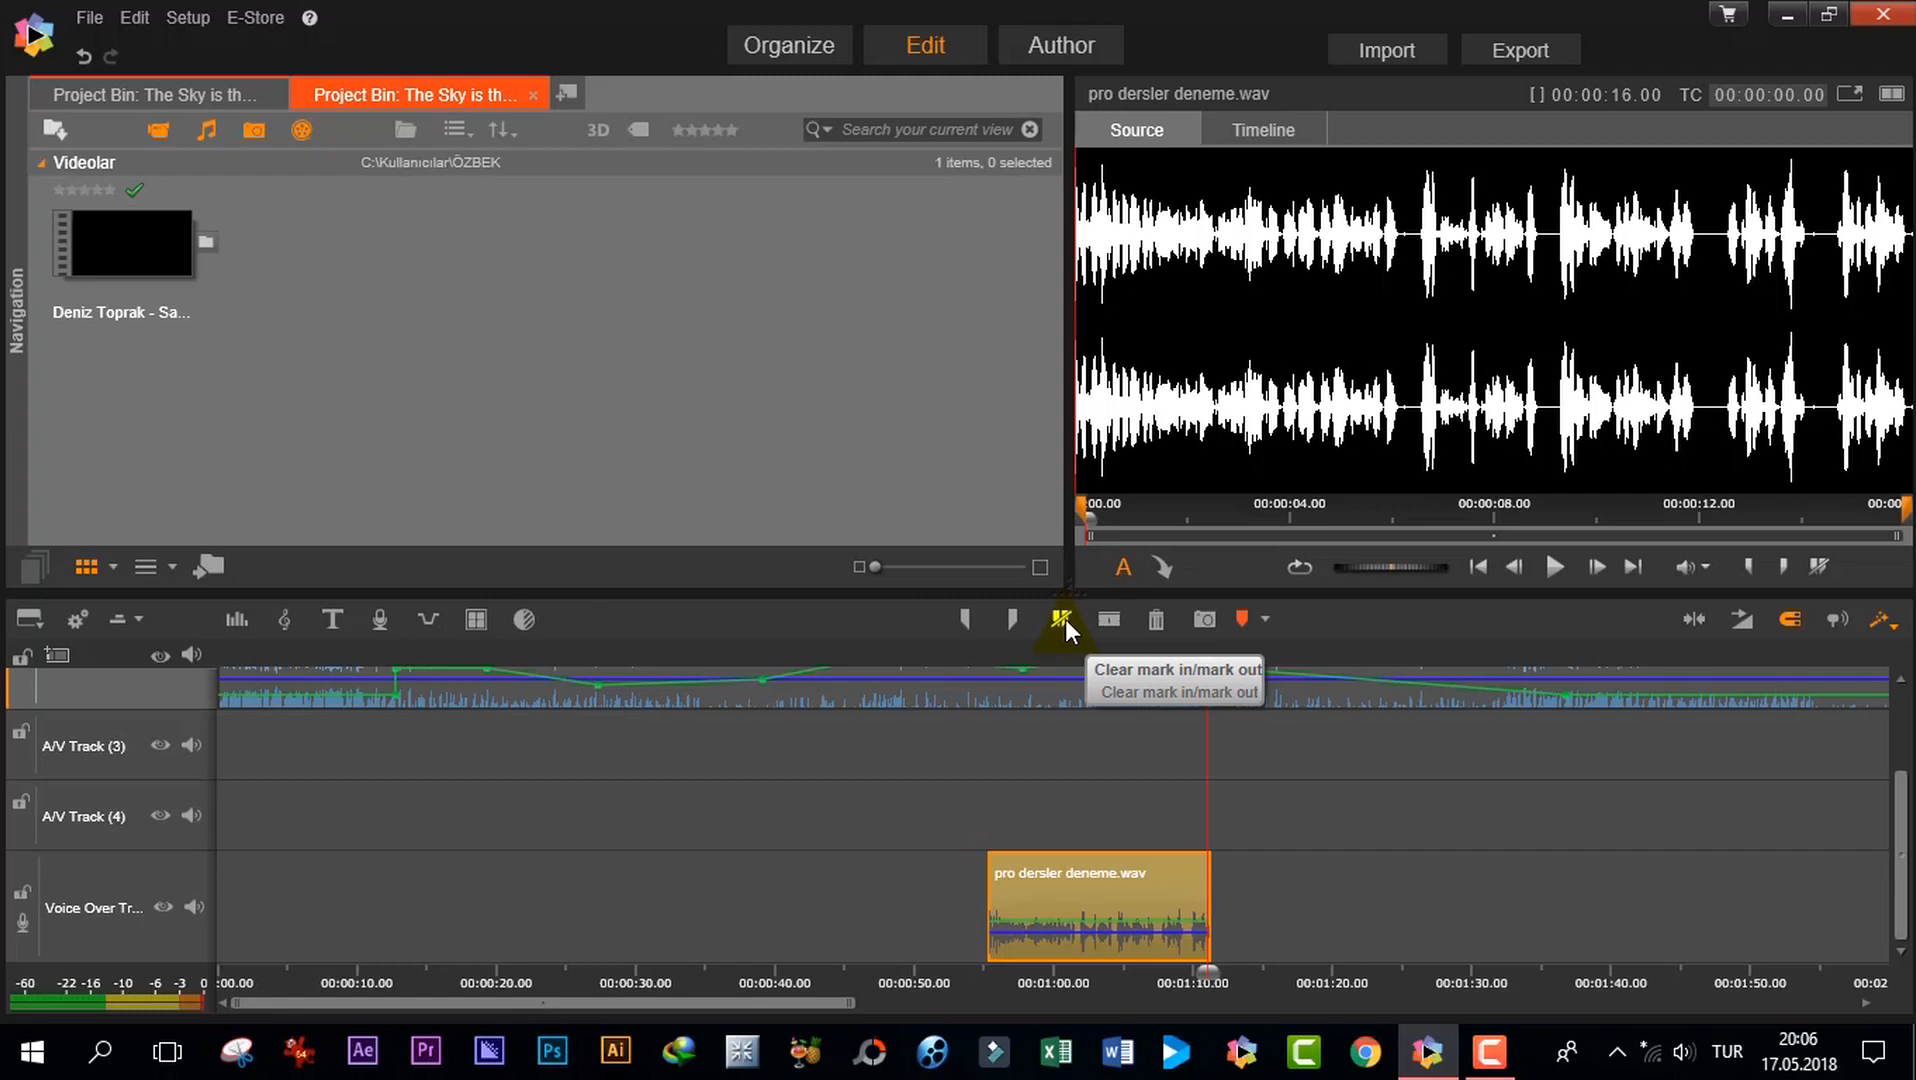 File Edit Setup E-Store ?
Organize Edit Author Import Export
Project Bin: The Sky is th... Project Bin: The Sky is th... ×
pro dersler deneme.wav [ ] 00:00:16.00 TC 00:00:00.00
3D Search your current view
Source Timeline
Videolar C:\Kullanıcılar\ÖZBEK 1 items, 0 selected
Deniz Toprak - Sa...
Navigation
:00.00 00:00:04.00 00:00:08.00 00:00:12.00 00:00
A
T
Clear mark in/mark out
Clear mark in/mark out
A/V Track (3)
A/V Track (4)
pro dersler deneme.wav
Voice Over Tr...
-60 -22 -16 -10 -6 -3 0
:00.00 00:00:10.00 00:00:20.00 00:00:30.00 00:00:40.00 00:00:50.00 00:01:00.00 00:01:10.00 00:01:20.00 00:01:30.00 00:01:40.00 00:01:50.00 00:02
64 Ae Pr Ps Ai TUR
20:06
17.05.2018